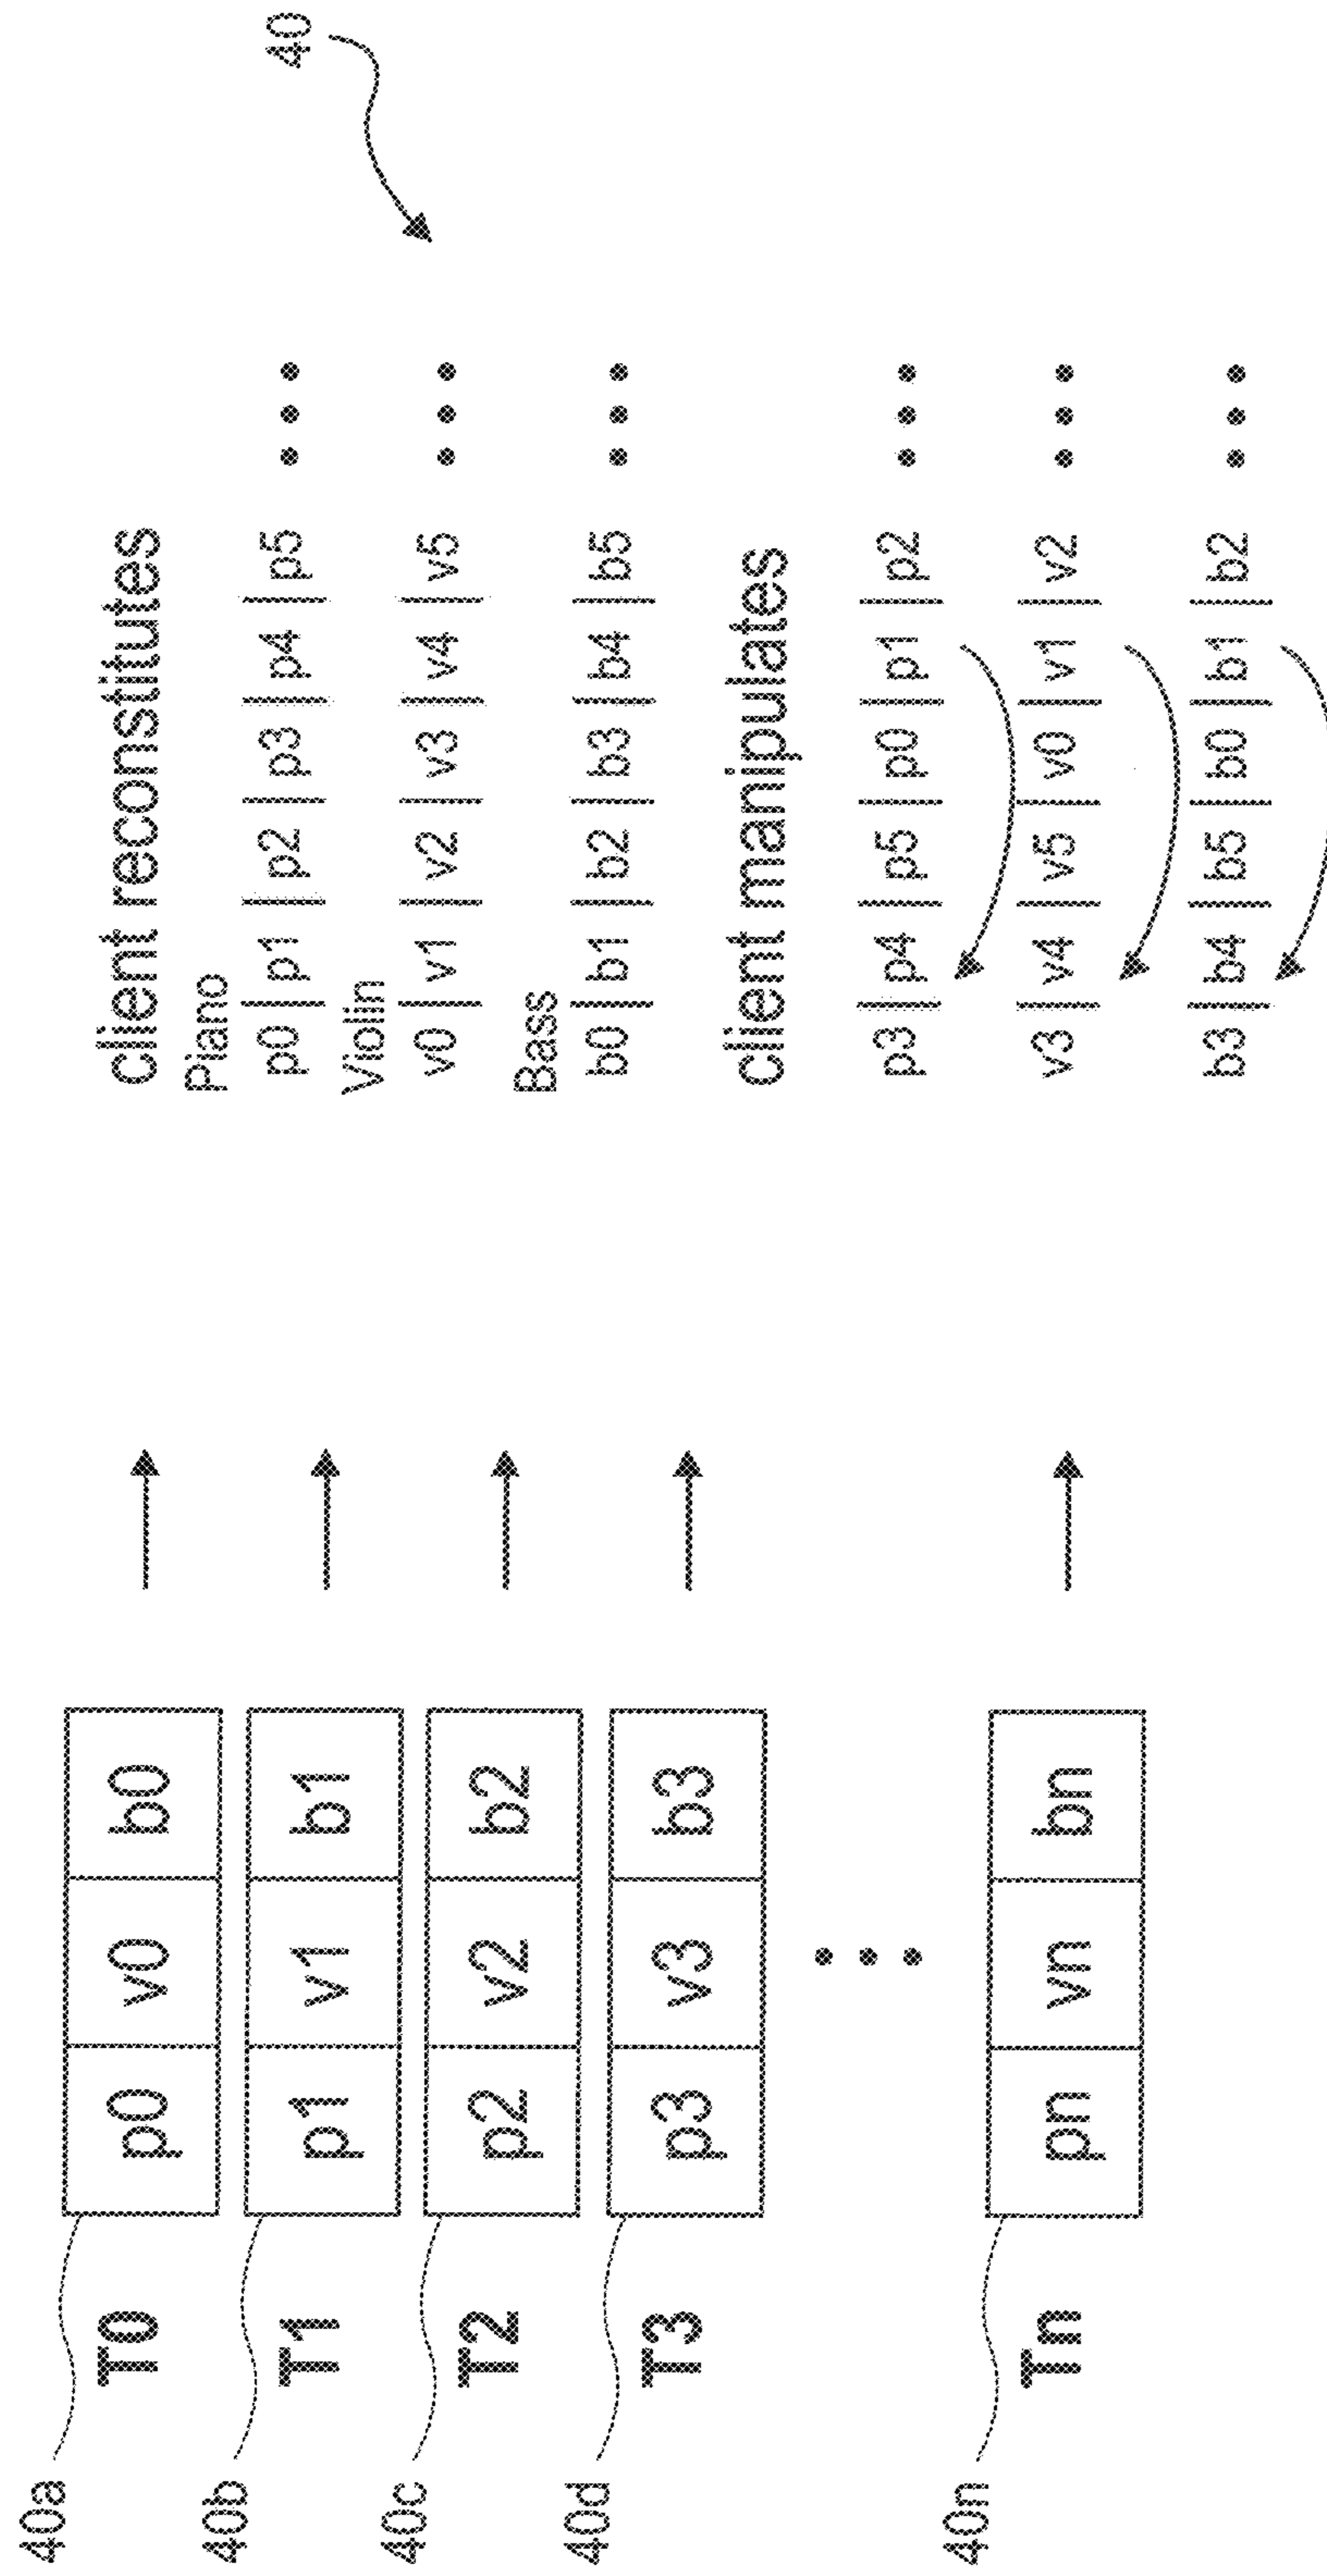 40
40a
T0
p0 v0 b0
40b
T1
p1 v1 b1
40c
T2
p2 v2 b2
40d
T3
p3 v3 b3
40n
Tn
pn vn bn
client reconstitutes
Piano
p0 | p1 | p2 | p3 | p4 | p5
Violin
v0 | v1 | v2 | v3 | v4 | v5
Bass
b0 | b1 | b2 | b3 | b4 | b5
client manipulates
p3 | p4 | p5 | p0 | p1 | p2
v3 | v4 | v5 | v0 | v1 | v2
b3 | b4 | b5 | b0 | b1 | b2